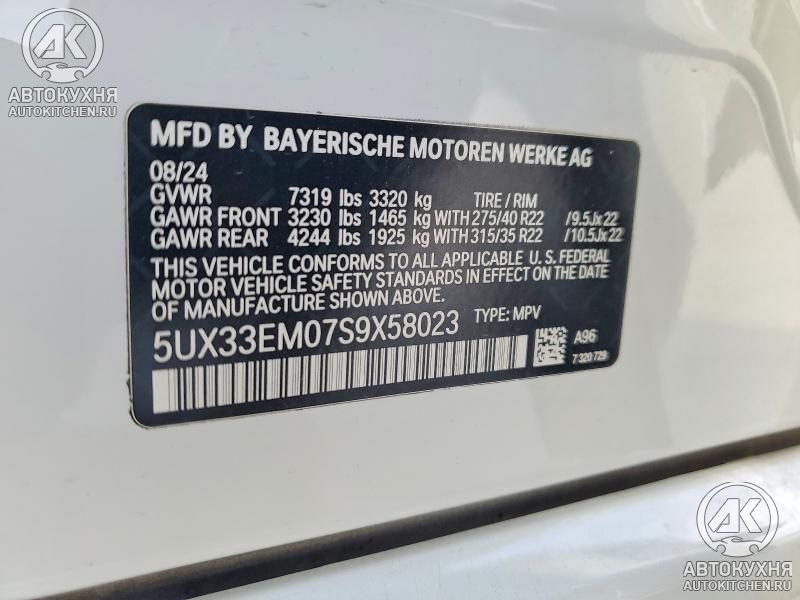 AK
АВТОКУХНЯ
AUTOKITCHEN.RU
MFD BY BAYERISCHE MOTOREN WERKE AG
08/24
GVWR 7319 lbs 3320 kg TIRE / RIM
GAWR FRONT 3230 lbs 1465 kg WITH 275/40 R22 /9.5Jx22
GAWR REAR 4244 lbs 1925 kg WITH 315/35 R22 /10.5Jx22
THIS VEHICLE CONFORMS TO ALL APPLICABLE U. S. FEDERAL
MOTOR VEHICLE SAFETY STANDARDS IN EFFECT ON THE DATE
OF MANUFACTURE SHOWN ABOVE.
5UX33EM07S9X58023 TYPE: MPV
A96
7 320 729
AK
АВТОКУХНЯ
AUTOKITCHEN.RU